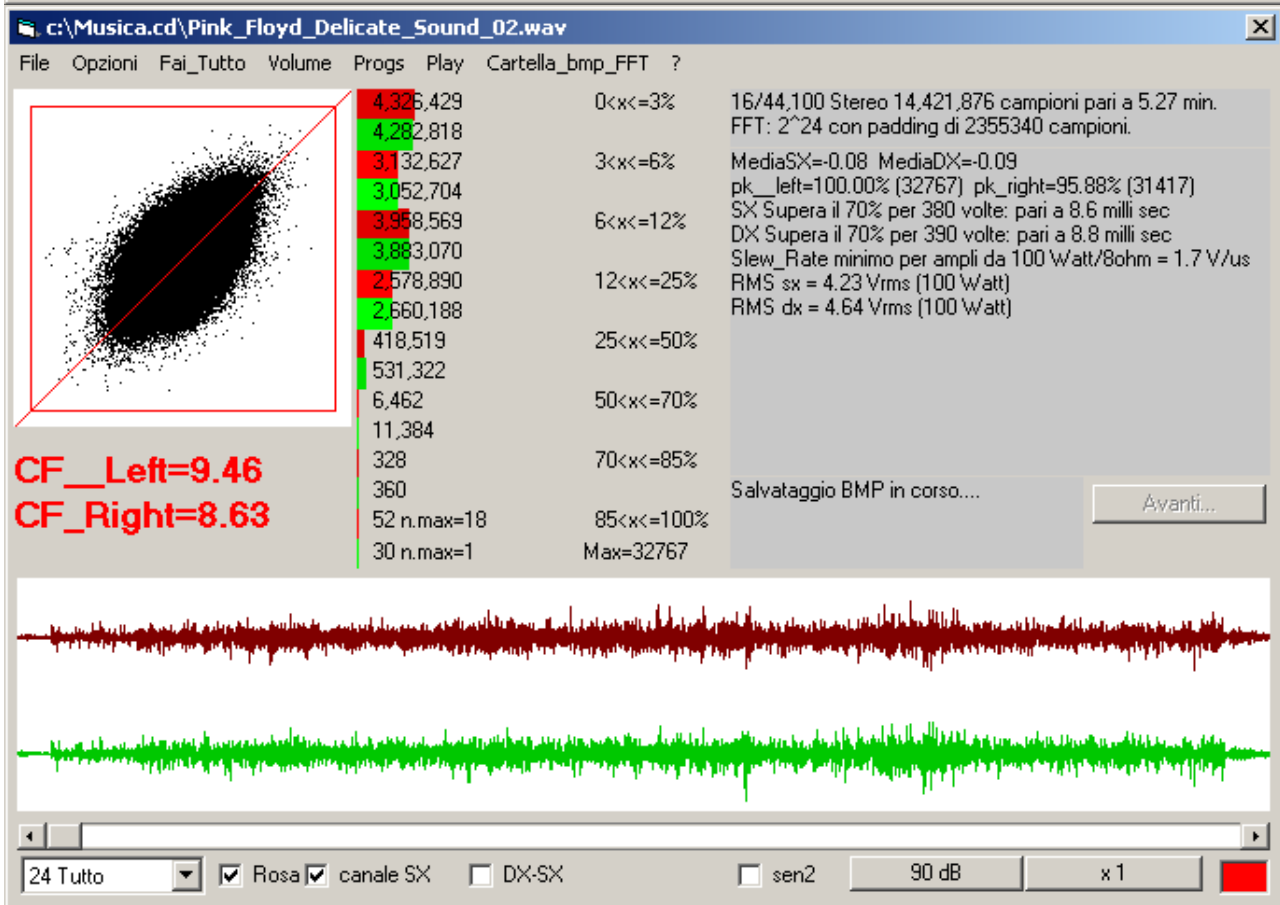 c:\Musica.cd\Pink_Floyd_Delicate_Sound_02.wav
File Opzioni Fai_Tutto Volume Progs Play Cartella_bmp_FFT ?
4,326,429 0<x<=3%
4,282,818
3,132,627 3<x<=6%
3,052,704
3,958,569 6<x<=12%
3,883,070
2,578,890 12<x<=25%
2,660,188
418,519 25<x<=50%
531,322
6,462 50<x<=70%
11,384
328 70<x<=85%
360
52 n.max=18 85<x<=100%
30 n.max=1 Max=32767
16/44,100 Stereo 14,421,876 campioni pari a 5.27 min.
FFT: 2^24 con padding di 2355340 campioni.
MediaSX=-0.08 MediaDX=-0.09
pk__left=100.00% (32767) pk_right=95.88% (31417)
SX Supera il 70% per 380 volte: pari a 8.6 milli sec
DX Supera il 70% per 390 volte: pari a 8.8 milli sec
Slew_Rate minimo per ampli da 100 Watt/8ohm = 1.7 V/us
RMS sx = 4.23 Vrms (100 Watt)
RMS dx = 4.64 Vrms (100 Watt)
CF__Left=9.46
CF_Right=8.63
Salvataggio BMP in corso....
Avanti...
24 Tutto Rosa canale SX DX-SX sen2 90 dB x 1